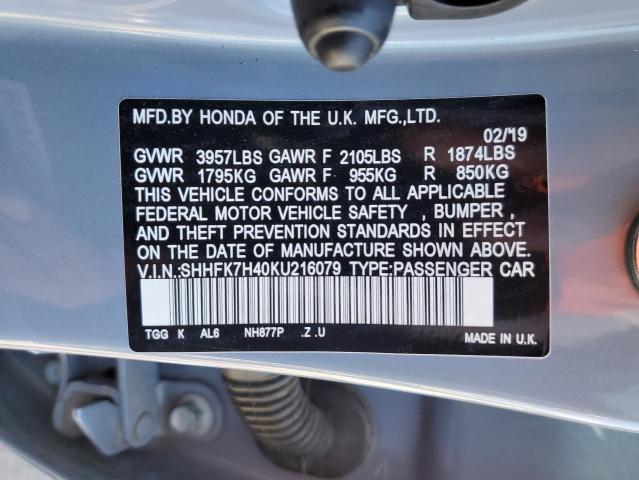 MFD.BY HONDA OF THE U.K. MFG.,LTD.
02/'19
GVWR 3957LBS GAWR F 2105LBS R 1874LBS
GVWR 1795KG GAWR F 955KG R 850KG
THIS VEHICLE CONFORMS TO ALL APPLICABLE
FEDERAL MOTOR VEHICLE SAFETY , BUMPER ,
AND THEFT PREVENTION STANDARDS IN EFFECT
ON THE DATE OF MANUFACTURE SHOWN ABOVE.
V.I.N.:SHHFK7H40KU216079 TYPE:PASSENGER CAR
TGG K AL6 NH877P .Z .U MADE IN U.K.